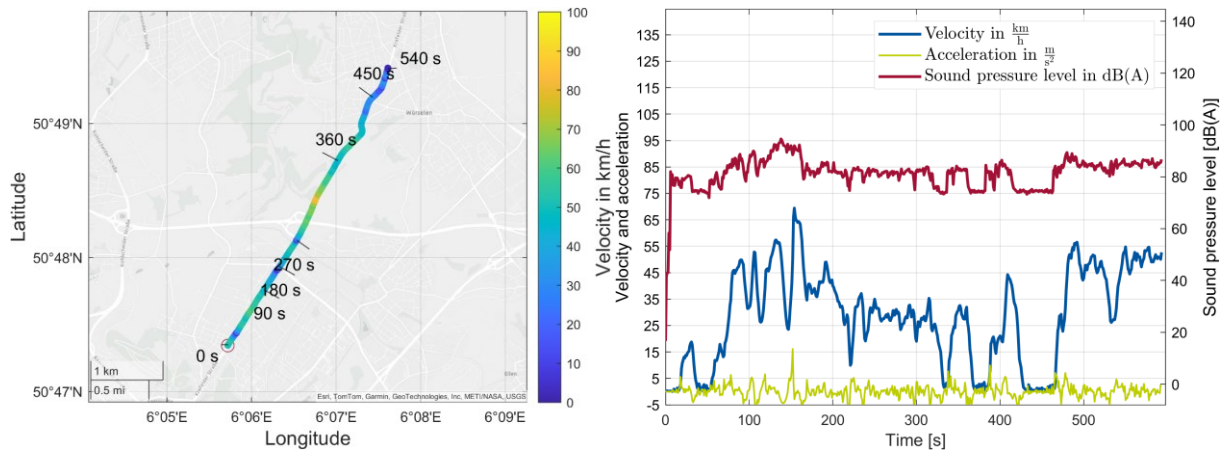 Latitude
50°49'N
50°48'N
50°47'N
540 s
450 s
Würselen
360 s
270 s
180 s
90 s
0 s
1 km
0.5 mi
Eilen
Esri, TomTom, Garmin, GeoTechnologies, Inc, METI/NASA, USGS
6°05'E
6°06'E
6°07'E
6°08'E
6°09'E
Longitude
100
90
80
70
60
50
40
30
20
10
0
Velocity in km/h
Velocity and acceleration
135
125
115
105
95
85
75
65
55
45
35
25
15
5
-5
Velocity in km/h
Acceleration in m/s²
Sound pressure level in dB(A)
0
100
200
300
400
500
Time [s]
140
120
100
80
60
40
20
0
Sound pressure level [dB(A)]